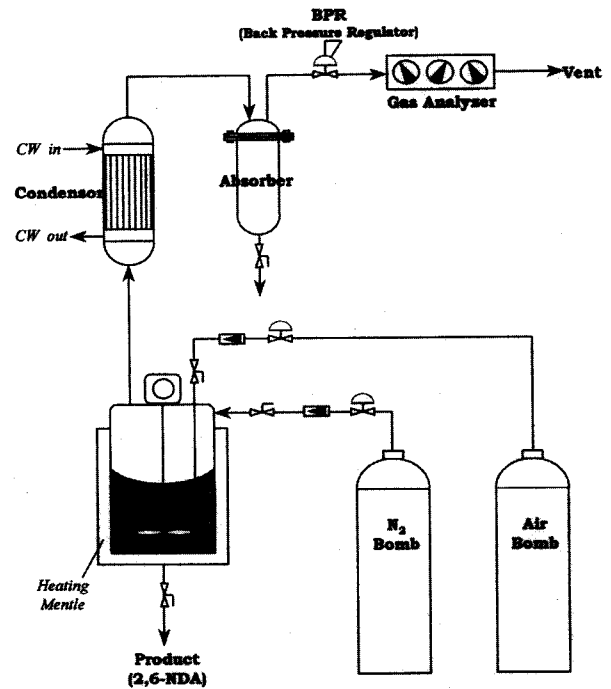 BPR
(Back Pressure Regulator)
Vent
Gas Analyzer
CW in
Condensor
Absorber
CW out
N2
Bomb
Air
Bomb
Heating
Mentle
Product
(2,6-NDA)